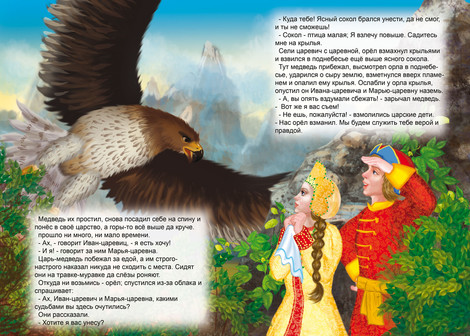 Медведь их простил, снова посадил себе на спину и
понёс в своё царство, а горы-то всё выше да круче.
прошло ни много, ни мало времени.
- Ах, - говорит Иван-царевич, - я есть хочу!
- И я! - говорит за ним Марья-царевна.
Царь-медведь побежал за едой, а им строго-
настрого наказал никуда не сходить с места. Сидят
они на травке-муравке да слёзы роняют.
Откуда ни возьмись - орёл; спустился из-за облака и
спрашивает:
- Ах, Иван-царевич и Марья-царевна, какими
судьбами вы здесь очутились?
Они рассказали.
- Хотите я вас унесу?
- Куда тебе! Ясный сокол брался унести, да не смог,
и ты не сможешь!
- Сокол - птица малая; Я взлечу повыше. Садитесь
мне на крылья.
Сели царевич с царевной, орёл взмахнул крыльями
и взвился в поднебесье ещё выше ясного сокола.
Тут медведь прибежал, высмотрел орла в поднебе-
сье, ударился о сыру землю, взметнулся вверх пламе-
нем и опалил ему крылья. Ослабли у орла крылья,
опустил он Ивана-царевича и Марью-царевну наземь.
- А, вы опять вздумали сбежать! - зарычал медведь.
- Вот же я вас съем!
- Не ешь, пожалуйста! - взмолились царские дети.
- Нас орёл взманил. Мы будем служить тебе верой и
правдой.